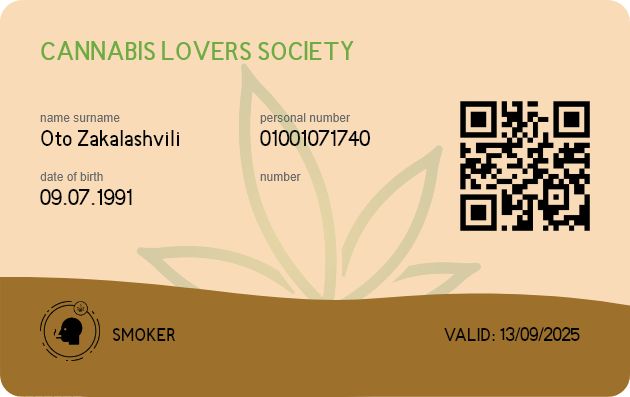 CANNABIS LOVERS SOCIETY
name surname
Oto Zakalashvili
personal number
01001071740
date of birth
09.07.1991
number
SMOKER
VALID: 13/09/2025